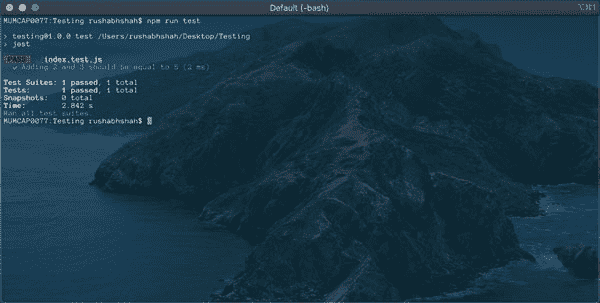 Default (-bash)
MUMCAP0077:Testing rushabhshah$ npm run test
> testing@1.0.0 test /Users/rushabhshah/Desktop/Testing
> jest
PASS ./index.test.js
✓ Adding 2 and 3 should be equal to 5 (2 ms)
Test Suites: 1 passed, 1 total
Tests: 1 passed, 1 total
Snapshots: 0 total
Time: 2.842 s
Ran all test suites.
MUMCAP0077:Testing rushabhshah$